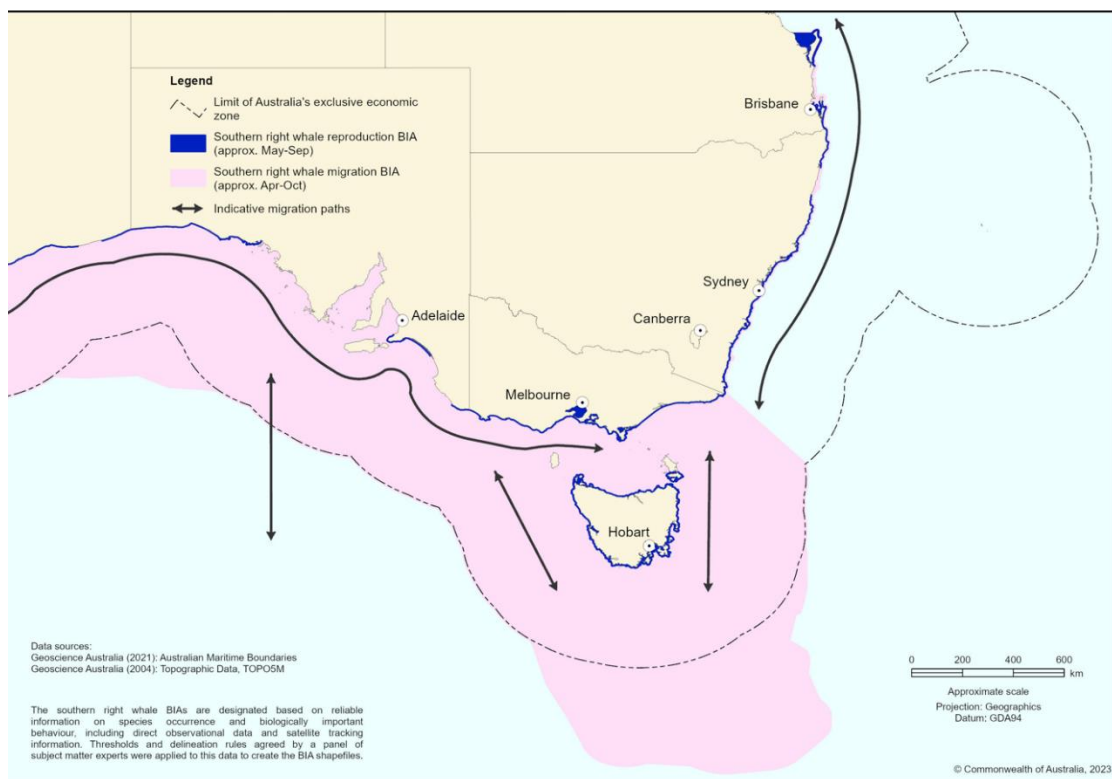 Legend
Limit of Australia's exclusive economic
zone
Southern right whale reproduction BIA
(approx. May-Sep)
Southern right whale migration BIA
(approx. Apr-Oct)
Indicative migration paths
Brisbane
Sydney
Canberra
Adelaide
Melbourne
Hobart
Data sources:
Geoscience Australia (2021): Australian Maritime Boundaries
Geoscience Australia (2004): Topographic Data, TOPO5M
The southern right whale BIAs are designated based on reliable
information on species occurrence and biologically important
behaviour, including direct observational data and satellite tracking
information. Thresholds and delineation rules agreed by a panel of
subject matter experts were applied to this data to create the BIA shapefiles.
0 200 400 600
km
Approximate scale
Projection: Geographics
Datum: GDA94
© Commonwealth of Australia, 2023